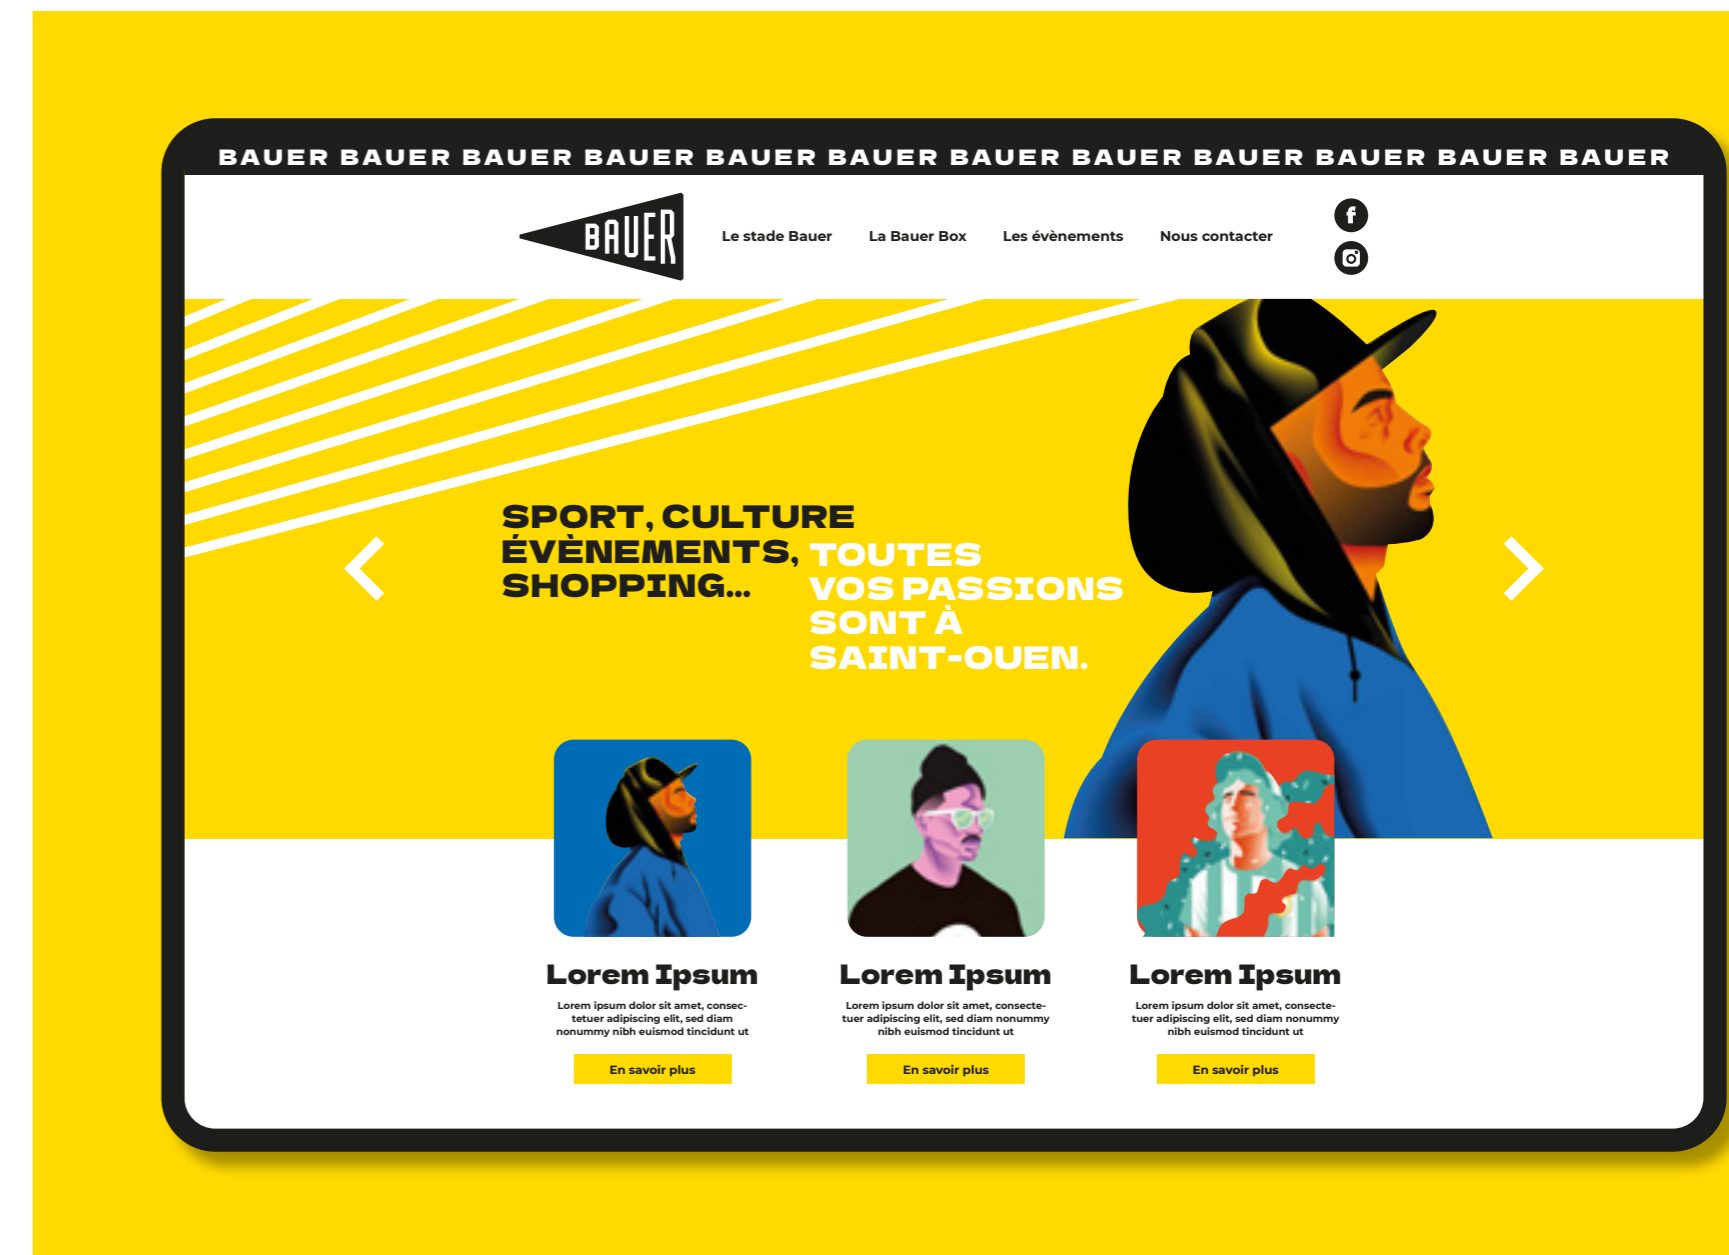 BAUER BAUER BAUER BAUER BAUER BAUER BAUER BAUER BAUER BAUER BAUER BAUER
BAUER
Le stade Bauer
La Bauer Box
Les évènements
Nous contacter
SPORT, CULTURE
ÉVÈNEMENTS,
SHOPPING...
TOUTES
VOS PASSIONS
SONT À
SAINT-OUEN.
Lorem Ipsum
Lorem ipsum dolor sit amet, consec-
tetuer adipiscing elit, sed diam
nonummy nibh euismod tincidunt ut
En savoir plus
Lorem Ipsum
Lorem ipsum dolor sit amet, consecte-
tuer adipiscing elit, sed diam nonummy
nibh euismod tincidunt ut
En savoir plus
Lorem Ipsum
Lorem ipsum dolor sit amet, consecte-
tuer adipiscing elit, sed diam nonummy
nibh euismod tincidunt ut
En savoir plus